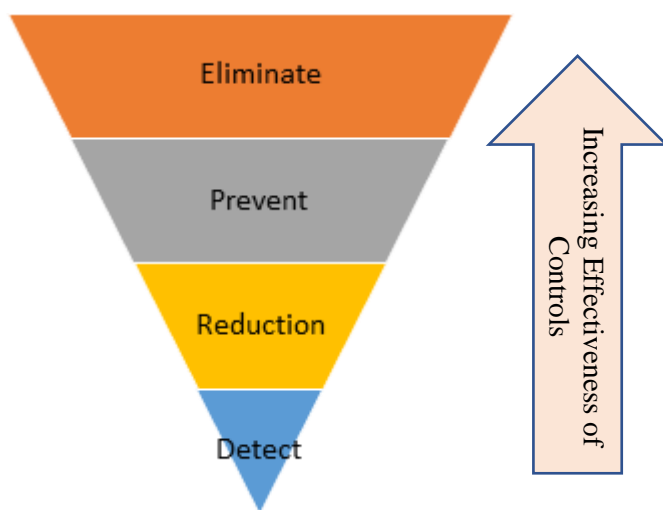 Eliminate
Prevent
Reduction
Detect
Increasing Effectiveness of
Controls